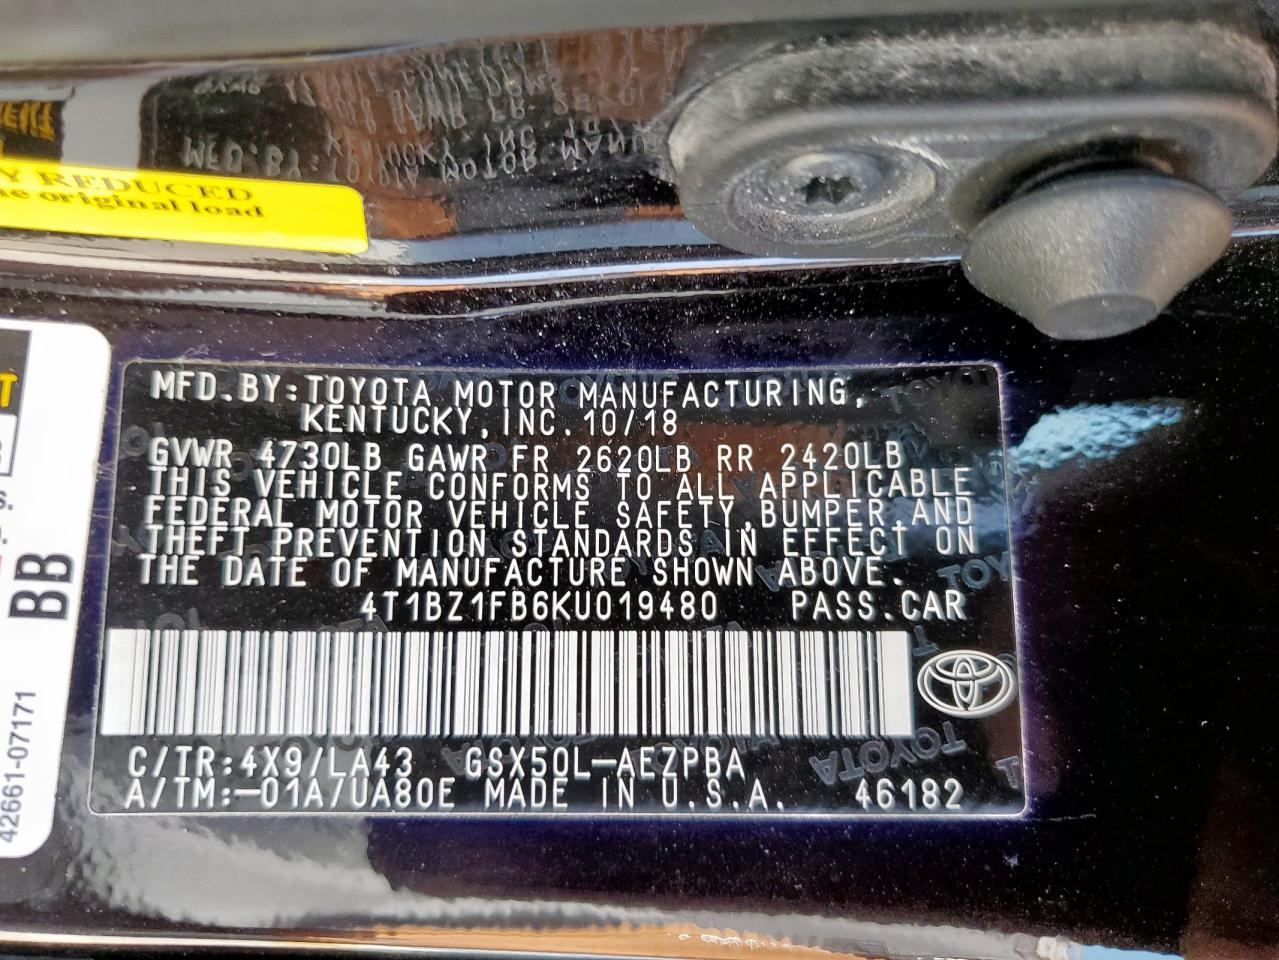 Y REDUCED
he original load
MFD.BY:TOYOTA MOTOR MANUFACTURING,
KENTUCKY,INC.10/18
GVWR 4730LB GAWR FR 2620LB RR 2420LB
THIS VEHICLE CONFORMS TO ALL APPLICABLE
FEDERAL MOTOR VEHICLE SAFETY,BUMPER,AND
THEFT PREVENTION STANDARDS IN EFFECT ON
THE DATE OF MANUFACTURE SHOWN ABOVE.
4T1BZ1FB6KU019480 PASS.CAR
C/TR:4X9/LA43 GSX50L-AEZPBA
A/TM:-01A/UA80E MADE IN U.S.A. 46182
BB
42661-07171
TOYOTA